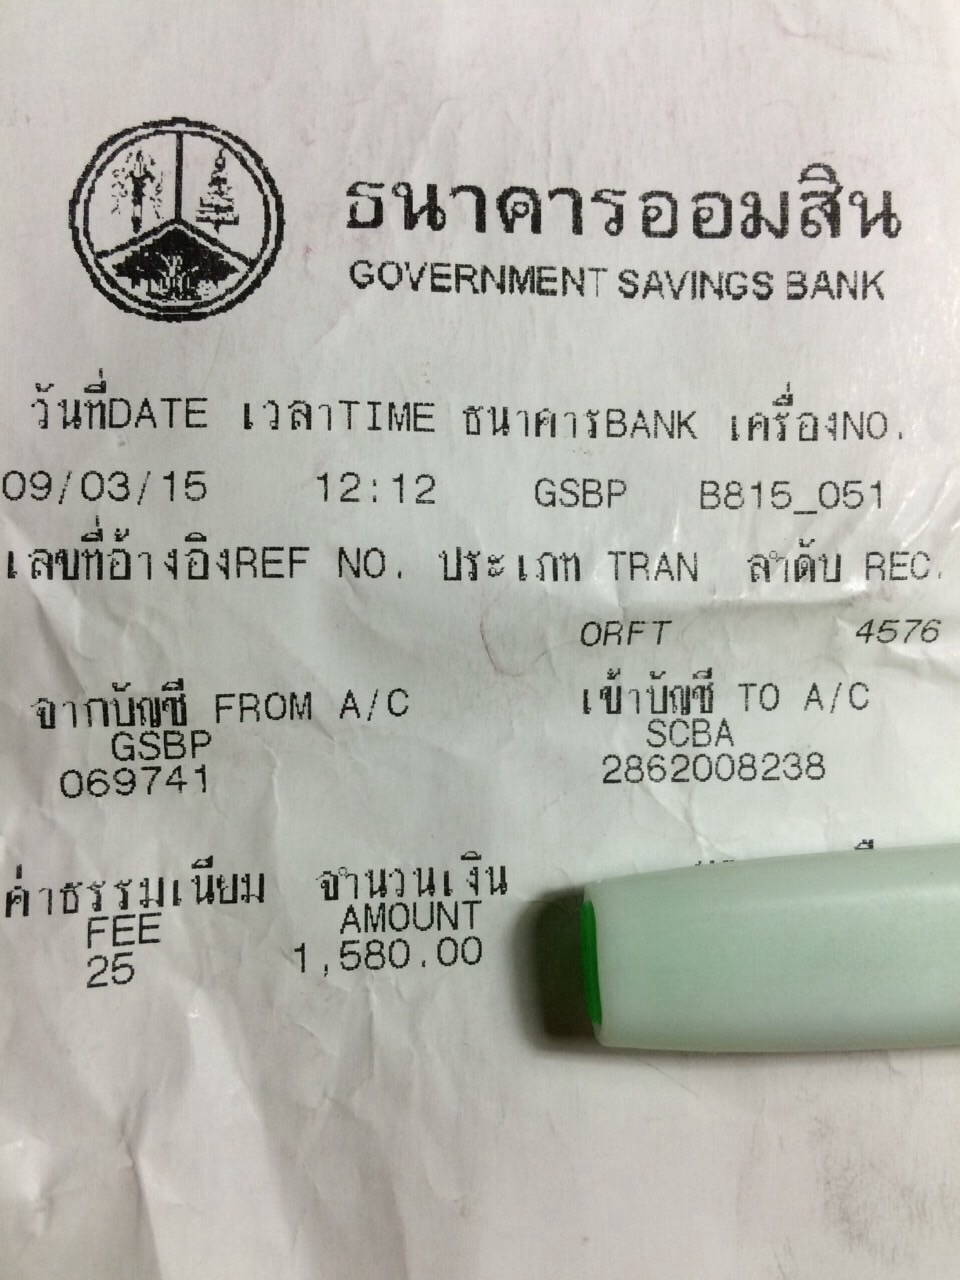 ธนาคารออมสิน
GOVERNMENT SAVINGS BANK
วันที่DATE เวลาTIME ธนาคารBANK เครื่องNO.
09/03/15 12:12 GSBP B815_051
เลขที่อ้างอิงREF NO. ประเภท TRAN ลำดับ REC.
ORFT 4576
จากบัญชี FROM A/C เข้าบัญชี TO A/C
GSBP SCBA
069741 2862008238
ค่าธรรมเนียม จำนวนเงิน
FEE AMOUNT
25 1,580.00